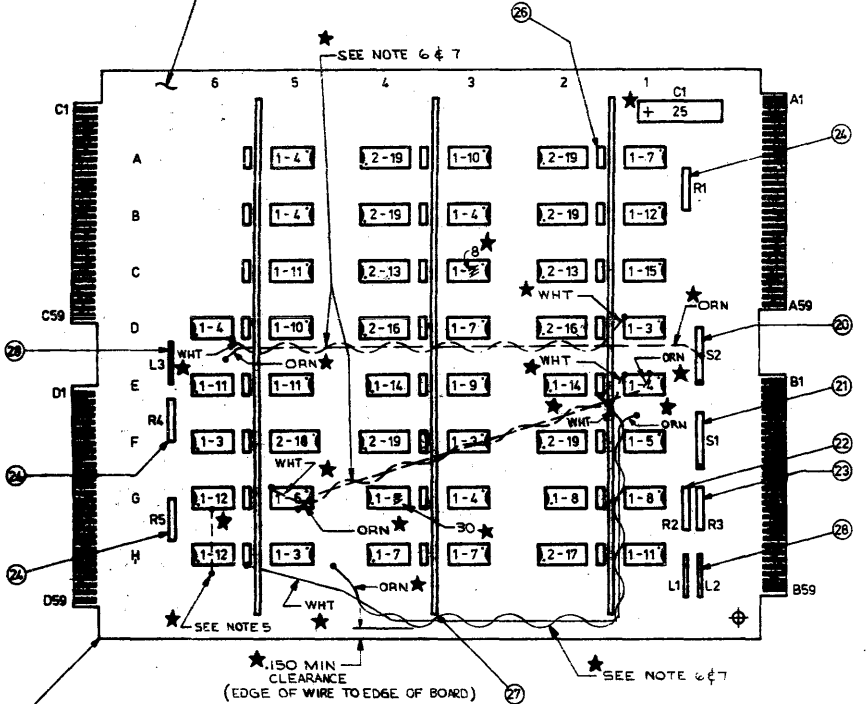 26
SEE NOTE 6 & 7
6 5 4 3 2 1
C1
C1
+ 25
A1
24
A 1-4 2-19 1-10 2-19 1-7
R1
B 1-4 2-19 1-4 2-19 1-12
8
C 1-11 2-13 1- 2-13 1-15
WHT
ORN
C59
A59
D 1-4 1-10 2-16 1-7 2-16 1-3
20
28
L3
WHT
ORN
S2
WHT
ORN
D1
E 1-11 1-11 1-14 1-9 1-14
B1
21
R4
WHT
ORN
F 1-3 2-18 2-19 2-19 1-5
S1
22
24
WHT
23
G 1-12 1-6 1- 1-4 1-8 1-8
R5
ORN
30
R2 R3
28
H 1-12 1-3 1-7 1-7 2-17 1-11
24
ORN
L1 L2
D59
WHT
B59
SEE NOTE 5
.150 MIN
CLEARANCE
(EDGE OF WIRE TO EDGE OF BOARD)
27
SEE NOTE 6 & 7